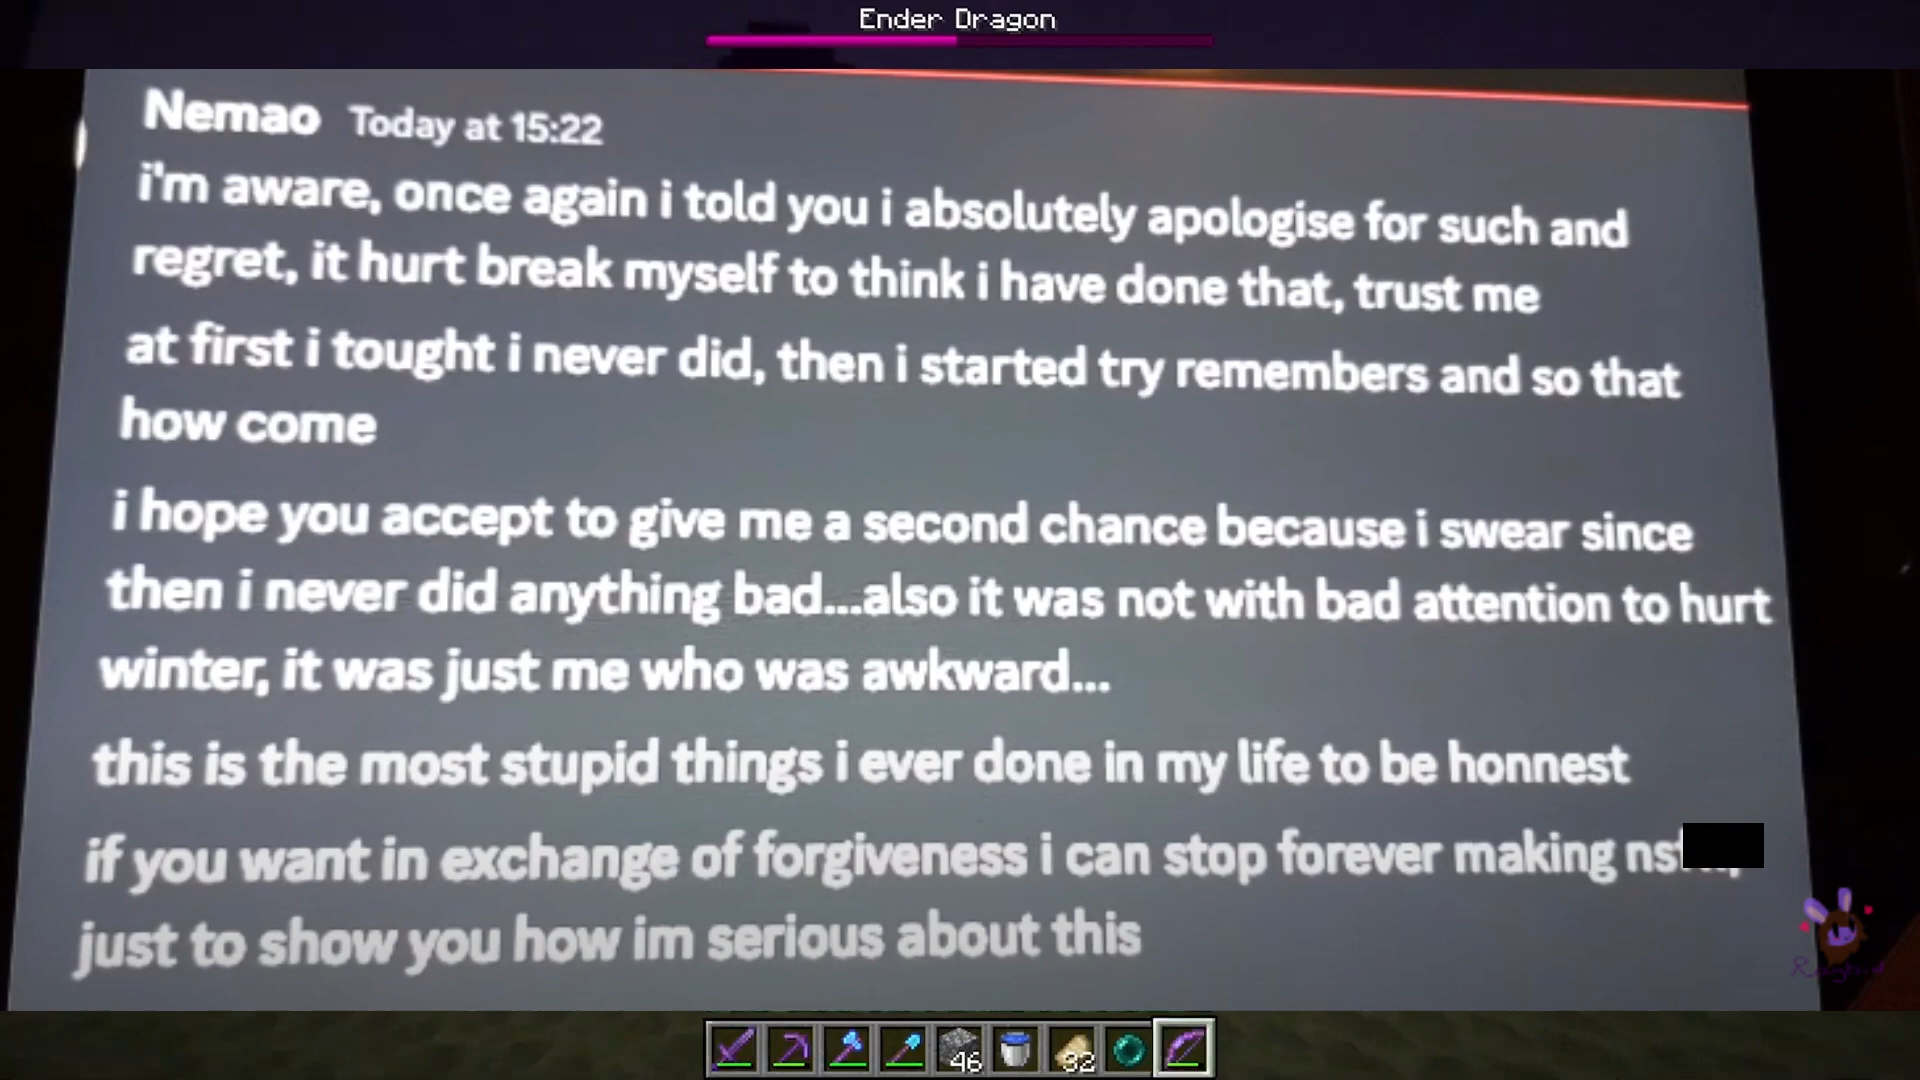 Ender Dragon
Nemao Today at 15:22
i'm aware, once again i told you i absolutely apologise for such and
regret, it hurt break myself to think i have done that, trust me
at first i tought i never did, then i started try remembers and so that
how come
i hope you accept to give me a second chance because i swear since
then i never did anything bad...also it was not with bad attention to hurt
winter, it was just me who was awkward...
this is the most stupid things i ever done in my life to be honnest
if you want in exchange of forgiveness i can stop forever making
just to show you how im serious about this
46